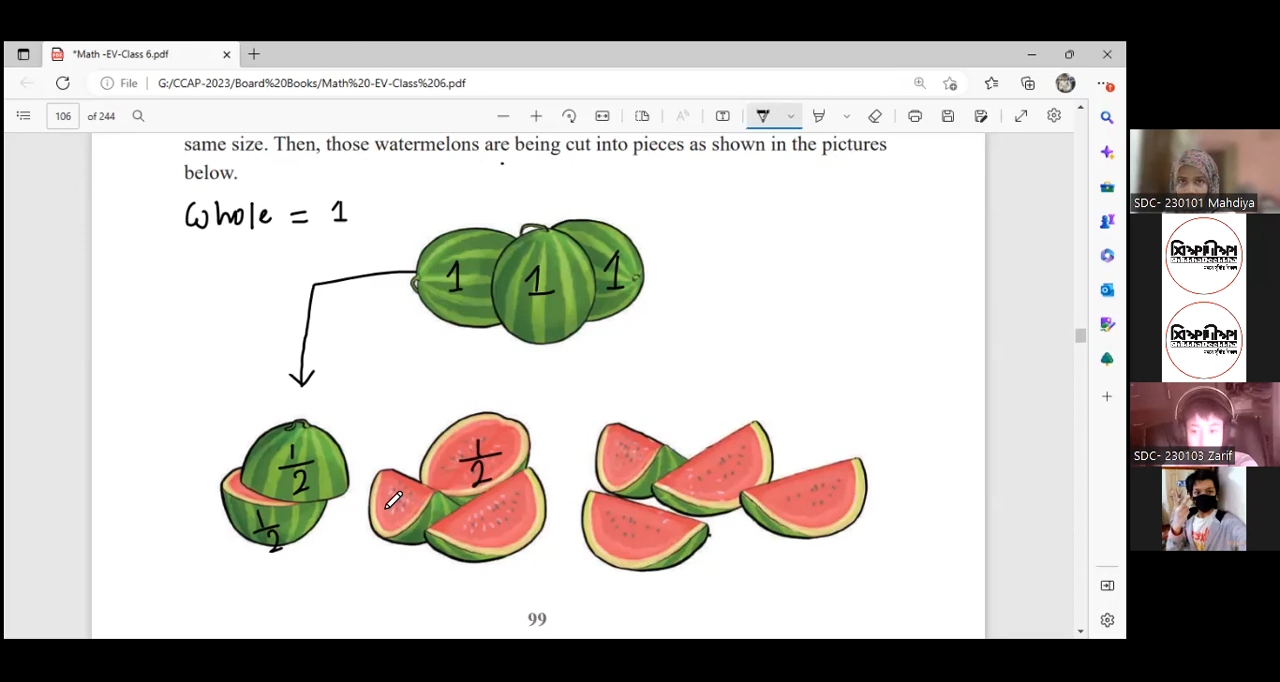 *Math -EV-Class 6.pdf
File
G:/CCAP-2023/Board%20Books/Math%20-EV-Class%206.pdf
106 of 244
same size. Then, those watermelons are being cut into pieces as shown in the pictures
below.
Whole = 1
1 1 1
1/2
1/2
1/2
99
SDC- 230101 Mahdiya
SDC- 230103 Zarif